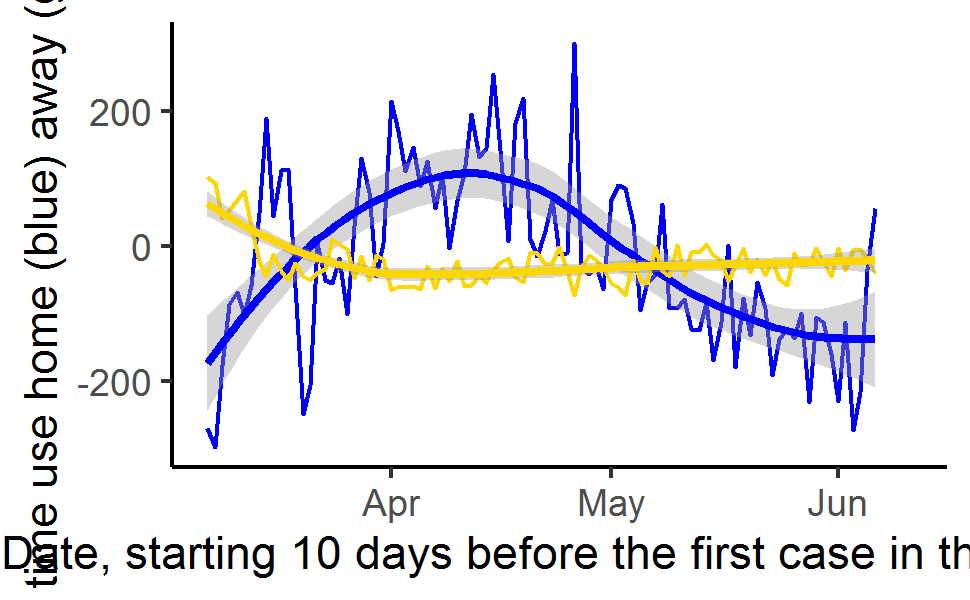 time use home (blue) away (
200
0
-200
Apr May Jun
Date, starting 10 days before the first case in th